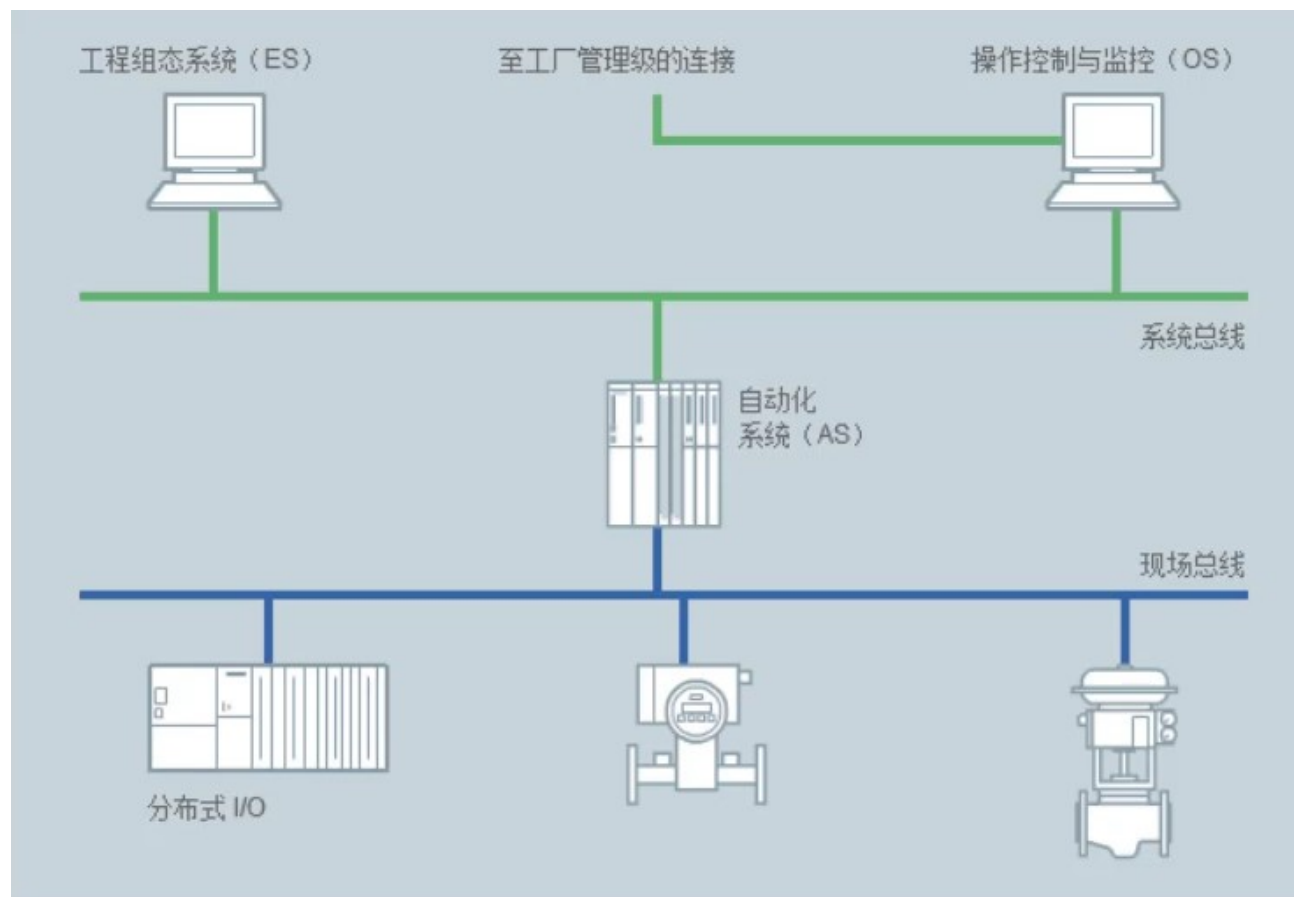 工程组态系统（ES）
至工厂管理级的连接
操作控制与监控（OS）
系统总线
自动化
系统（AS）
现场总线
分布式 I/O